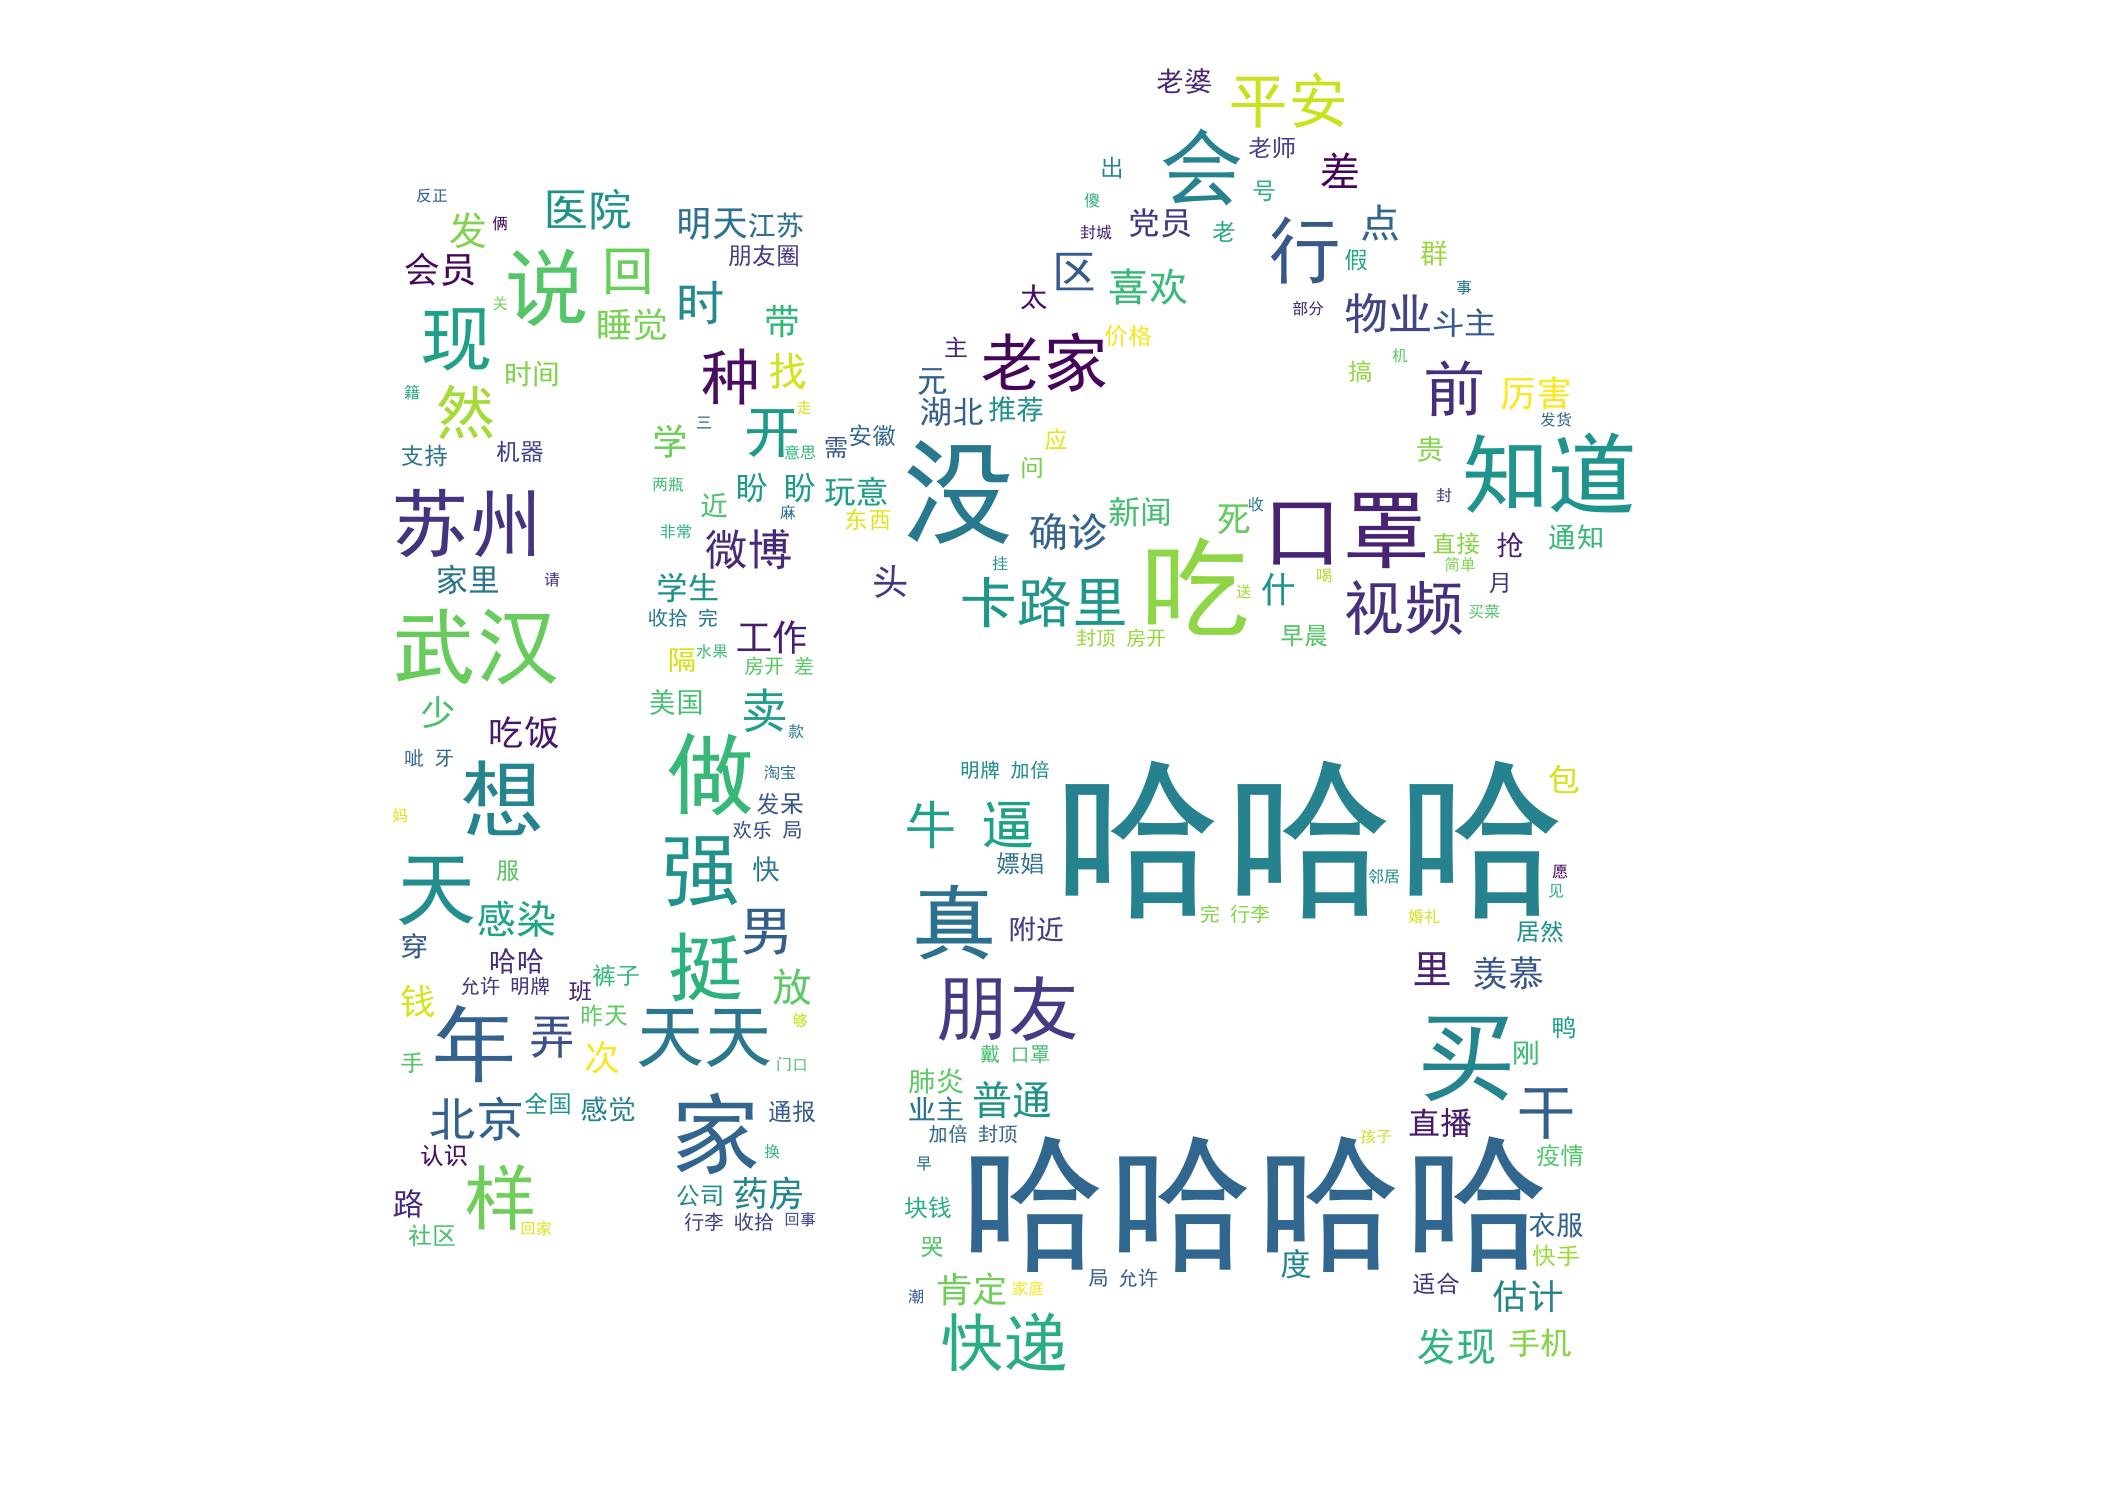 老婆 平安
会 老师 差
出 号
傻 党员 老 行 点
反正 医院 明天 江苏
发 俩 封城 假 群
会员 说 回 朋友圈 区 喜欢
关 时 太 部分 物业 斗主 事
现 睡觉 带 价格
时间 种 找 主 老家 搞 机
籍 然 走 元 前 厉害
三 开 湖北 推荐 发货
支持 机器 学 意思 需 安徽 应 贵 知道
两瓶 盼 盼 玩意 没 问 封
苏州 近 麻 东西 新闻 死 收 口罩
非常 微博 确诊 直接 抢 通知
家里 请 学生 头 挂 吃 什 喝 简单 月
收拾 完 卡路里 送 视频 买菜
武汉 工作 封顶 房开 早晨
隔 水果 房开 差
少 美国 卖
吃饭 款
呲 牙 做 淘宝 明牌 加倍 哈哈哈 包
想 发呆 牛 逼
妈 欢乐 局
天 服 强 快 嫖娼 邻居 愿
感染 男 真 附近 完 行李 婚礼 见
穿 居然
哈哈 裤子 挺 放 里 羡慕
钱 允许 明牌 班 朋友
年 弄 昨天 天天 够 买 鸭
手 次 门口 戴 口罩 刚
北京 全国 感觉 家 通报 肺炎 普通 干
业主 直播
认识 换 加倍 封顶 孩子 疫情
路 样 公司 药房 早 哈哈哈哈
社区 回家 行李 收拾 回事 块钱 衣服
哭 度 快手
潮 肯定 家庭 局 允许 适合 估计
快递 发现 手机